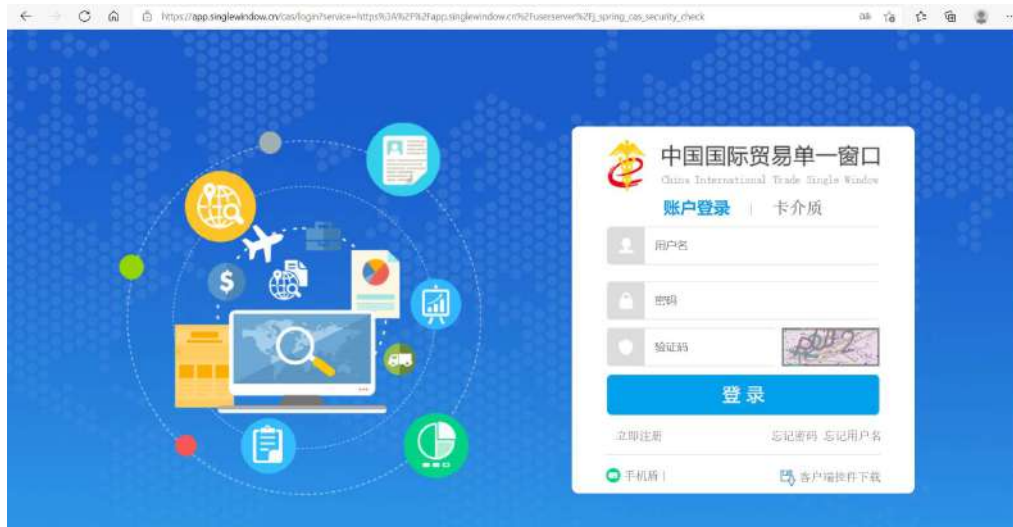 https://app.singlewindow.cn/cas/login?service=https%3A%2F%2Fapp.singlewindow.cn%2Fuserserver%2Fj_spring_cas_security_check
中国国际贸易单一窗口
China International Trade Single Window
账户登录 | 卡介质
用户名
密码
验证码
登录
立即注册 忘记密码 忘记用户名
手机盾 | 客户端控件下载